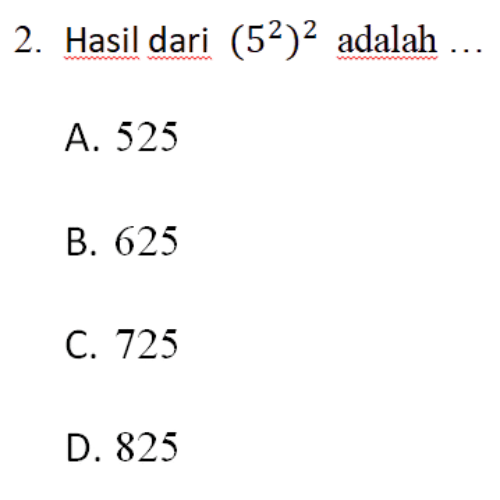 2. Hasil dari (5²)² adalah …
A. 525
B. 625
C. 725
D. 825